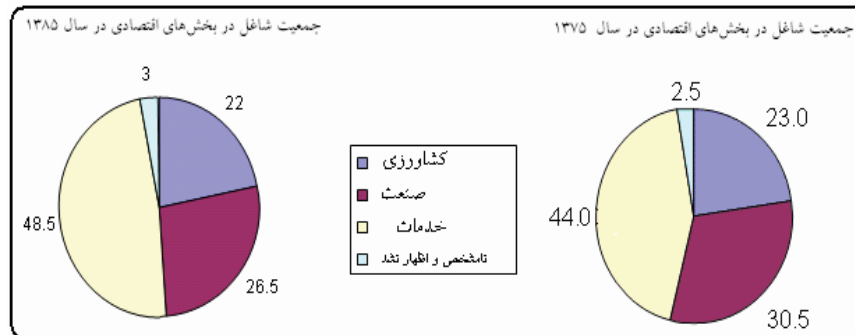 جمعیت شاغل در بخش‌های اقتصادی در سال ۱۳۷۵
2.5
23.0
44.0
30.5
کشاورزی
صنعت
خدمات
نامشخص و اظهار نشده
جمعیت شاغل در بخش‌های اقتصادی در سال ۱۳۸۵
3
22
48.5
26.5